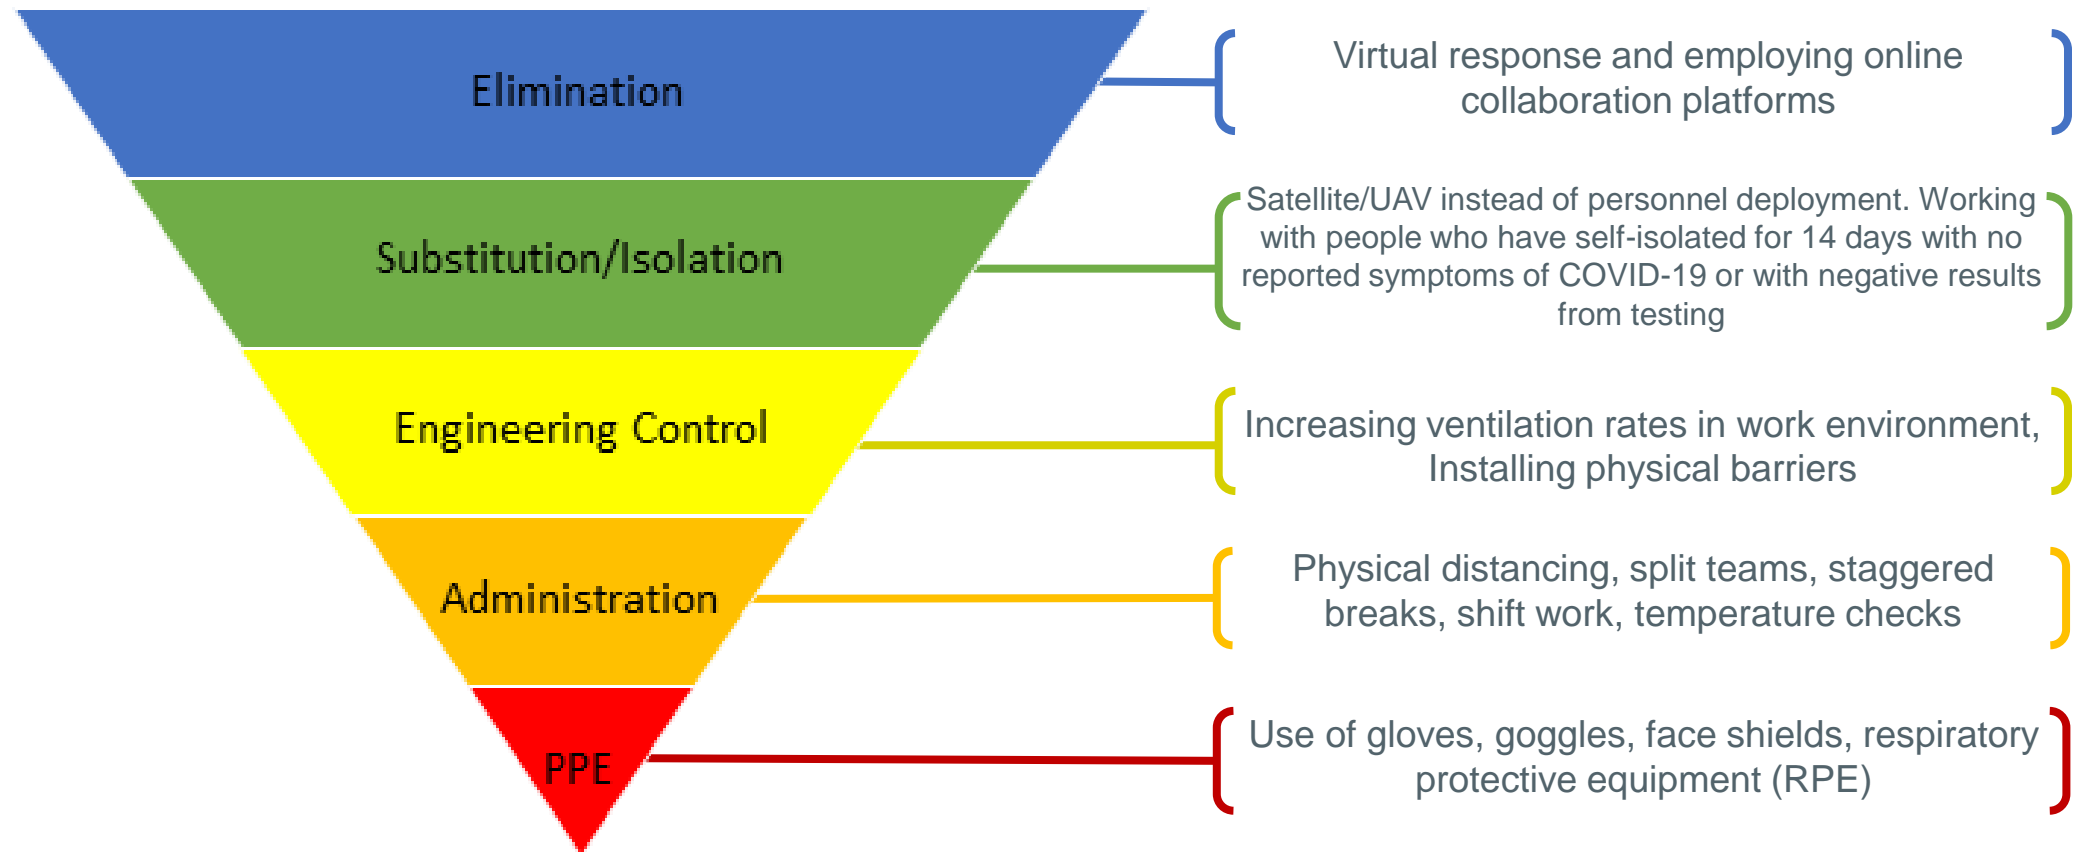 Elimination
Virtual response and employing online
collaboration platforms
Substitution/Isolation
Satellite/UAV instead of personnel deployment. Working
with people who have self-isolated for 14 days with no
reported symptoms of COVID-19 or with negative results
from testing
Engineering Control
Increasing ventilation rates in work environment,
Installing physical barriers
Administration
Physical distancing, split teams, staggered
breaks, shift work, temperature checks
PPE
Use of gloves, goggles, face shields, respiratory
protective equipment (RPE)